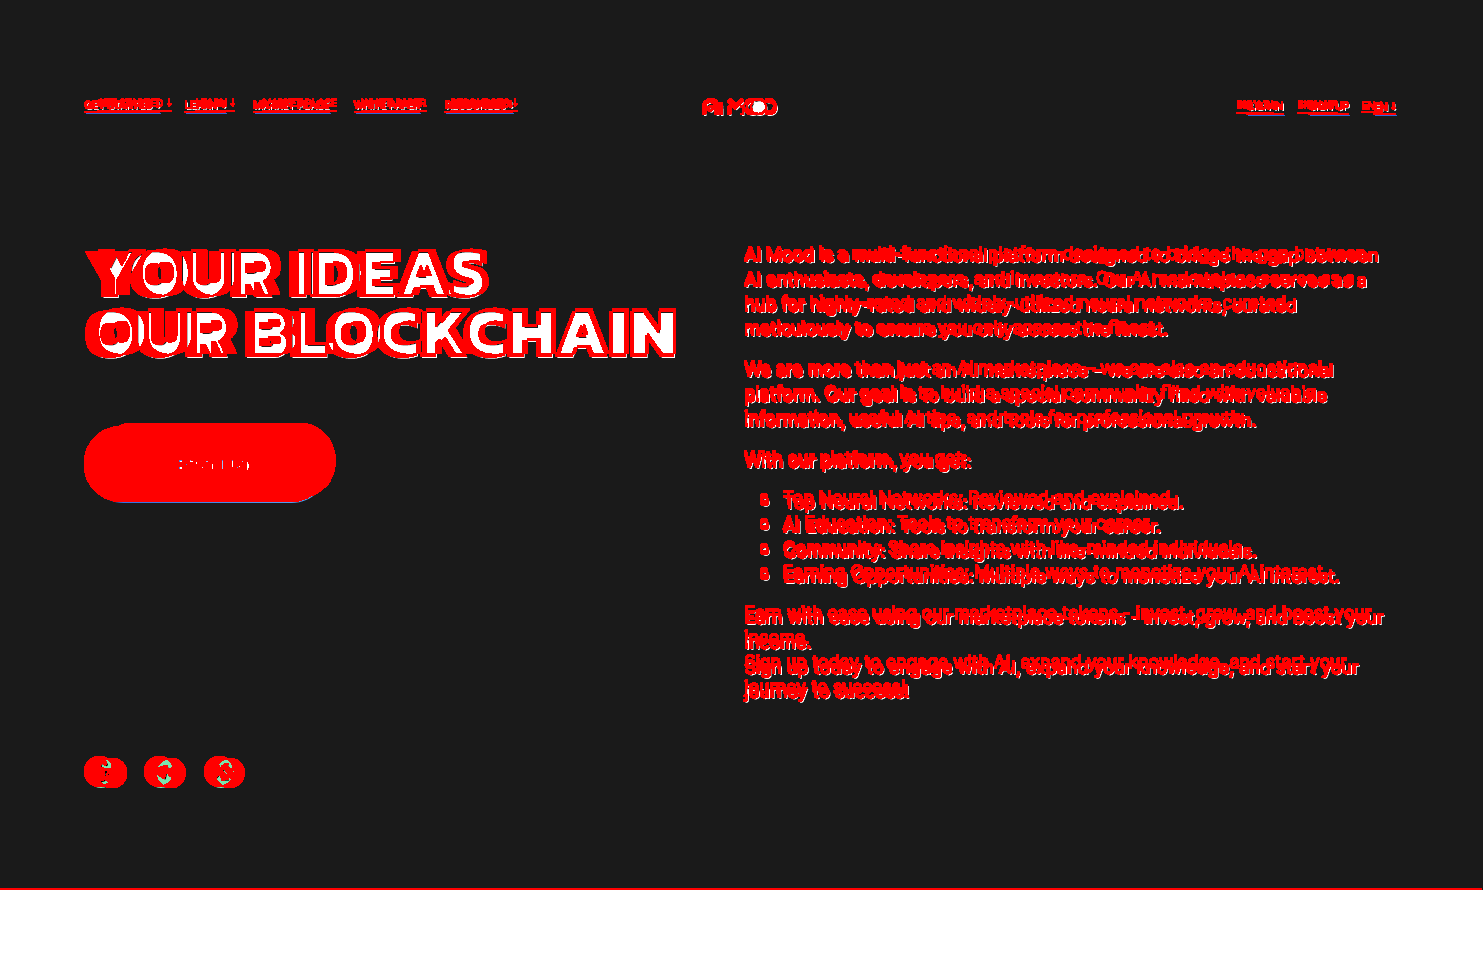 GET STARTED ↓ LEARN ↓ MARKETPLACE WHITE PAPER RESOURCES ↓ AI MOOD SIGN UP EN ↓
YOUR IDEAS
OUR BLOCKCHAIN
Sign Up
AI Mood is a multi-functional platform designed to bridge the gap between
AI enthusiasts, developers, and investors. Our AI marketplace serves as a
hub for highly-rated and widely-utilized neural networks, curated
meticulously to ensure you only access the finest.
We are more than just an AI marketplace – we are also an educational
platform. Our goal is to build a special community filled with valuable
information, useful AI tips, and tools for professional growth.
With our platform, you get:
• Top Neural Networks: Reviewed and explained.
• AI Education: Tools to transform your career.
• Community: Share insights with like-minded individuals.
• Earning Opportunities: Multiple ways to monetize your AI interest.
Earn with ease using our marketplace tokens - invest, grow, and boost your
income.
Sign up today to engage with AI, expand your knowledge, and start your
journey to success!